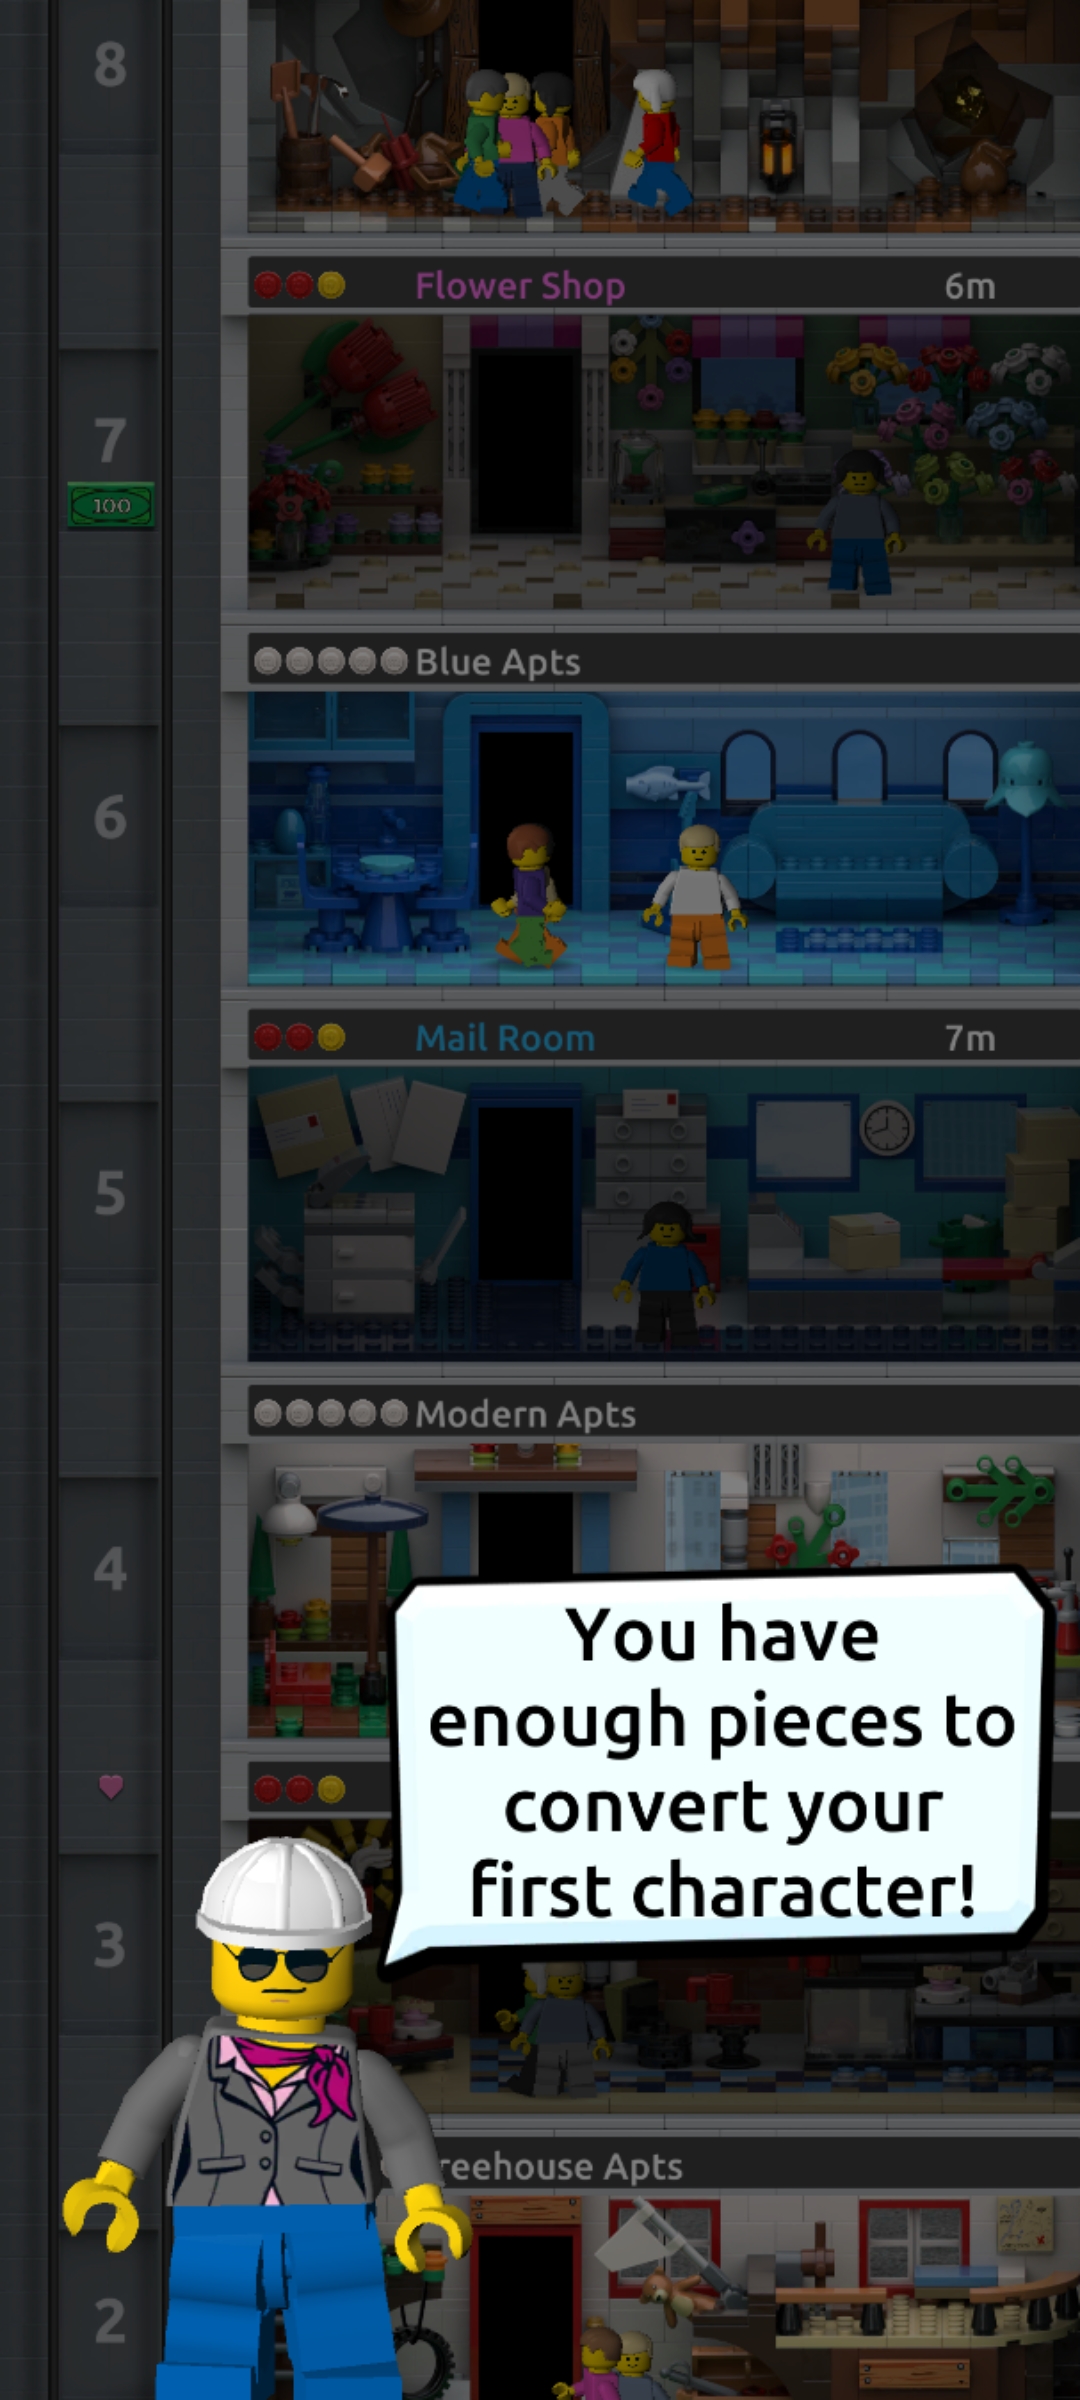 8
Flower Shop 6m
7
100
Blue Apts
6
Mail Room 7m
5
Modern Apts
4
You have
enough pieces to
convert your
first character!
3
reehouse Apts
2